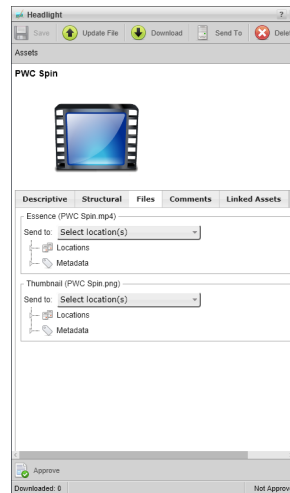 Headlight ?
Save Update File Download Send To Dele
Assets
PWC Spin
Descriptive Structural Files Comments Linked Assets
Essence (PWC Spin.mp4)
Send to: Select location(s)
Locations
Metadata
Thumbnail (PWC Spin.png)
Send to: Select location(s)
Locations
Metadata
Approve
Downloaded: 0 Not Approv